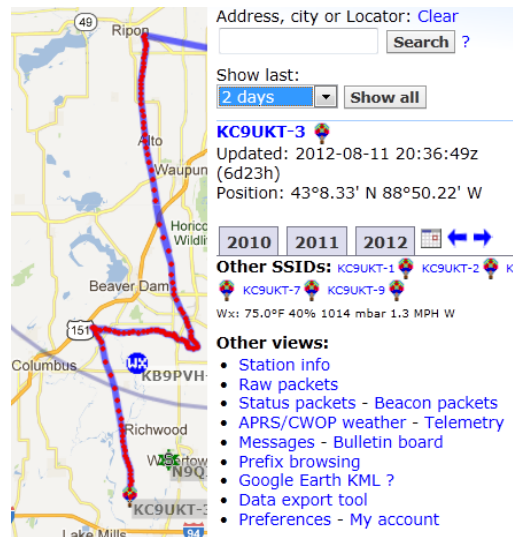 49
Ripon
Alto
Waupun
Horico
Wildli
Beaver Dam
151
Columbus
WX
KB9PVH-
Richwood
N9Q
KC9UKT-3
Lake Mills
94
Address, city or Locator: Clear
Search ?
Show last:
2 days Show all
KC9UKT-3
Updated: 2012-08-11 20:36:49z
(6d23h)
Position: 43°8.33' N 88°50.22' W
2010 2011 2012
Other SSIDs: KC9UKT-1 KC9UKT-2 K
KC9UKT-7 KC9UKT-9
Wx: 75.0°F 40% 1014 mbar 1.3 MPH W
Other views:
• Station info
• Raw packets
• Status packets - Beacon packets
• APRS/CWOP weather - Telemetry
• Messages - Bulletin board
• Prefix browsing
• Google Earth KML ?
• Data export tool
• Preferences - My account